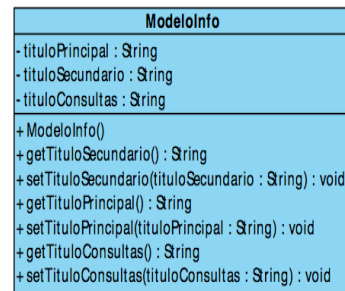 ModeloInfo
- tituloPrincipal : String
- tituloSecundario : String
- tituloConsultas : String
+ ModeloInfo()
+ getTituloSecundario() : String
+ setTituloSecundario(tituloSecundario : String) : void
+ getTituloPrincipal() : String
+ setTituloPrincipal(tituloPrincipal : String) : void
+ getTituloConsultas() : String
+ setTituloConsultas(tituloConsultas : String) : void